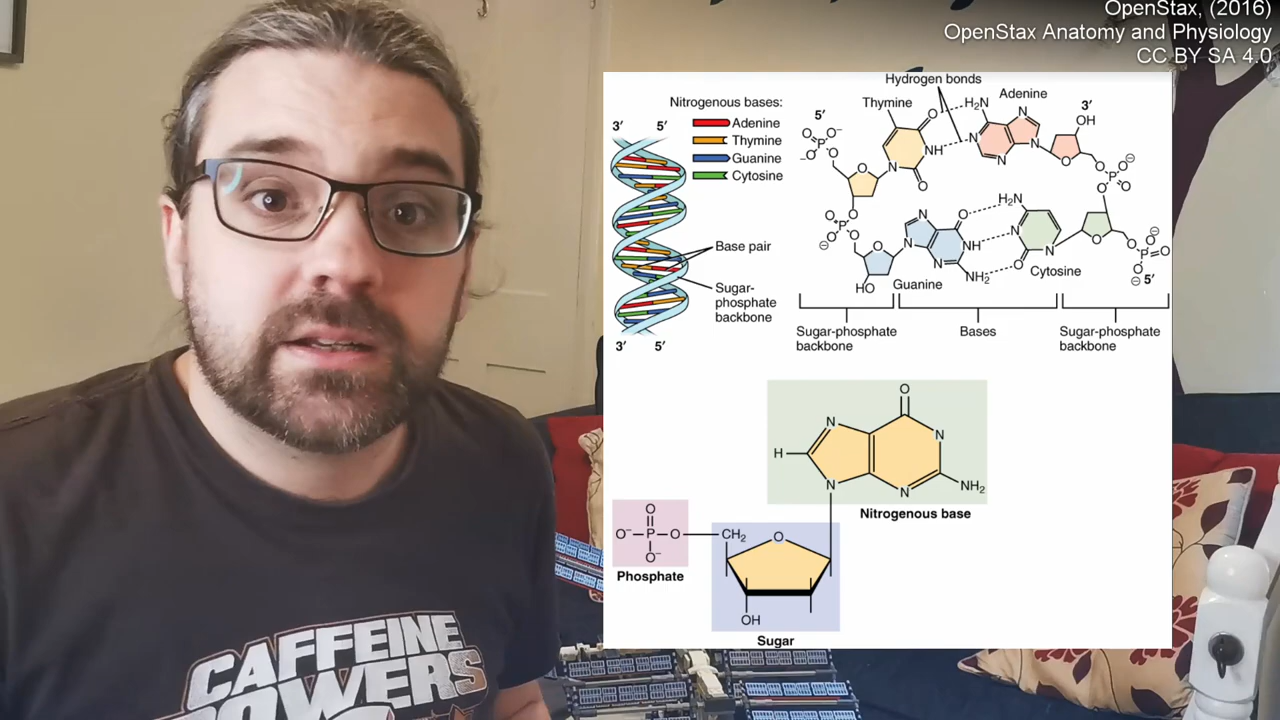 OpenStax, (2016)
OpenStax Anatomy and Physiology
CC BY SA 4.0
Nitrogenous bases:
Adenine
Thymine
Guanine
Cytosine
3′ 5′
Base pair
Sugar-
phosphate
backbone
3′ 5′
Hydrogen bonds
Thymine
Adenine
5′
3′
O
H₂N
N
OH
P
O⁻
⁻O
O
O
NH
N
N
N
N
O
P
O
O
O
O
O
H₂N
N
O
P
O
O
O
NH
N
N
N
O
O
P
O
O
HO
Guanine
NH₂
O
Cytosine
5′
Sugar-phosphate
backbone
Bases
Sugar-phosphate
backbone
O
N
N
H
N
N
NH₂
Nitrogenous base
O
O⁻ P O
O⁻
Phosphate
CH₂
O
OH
Sugar
CAFFEINE
POWERS